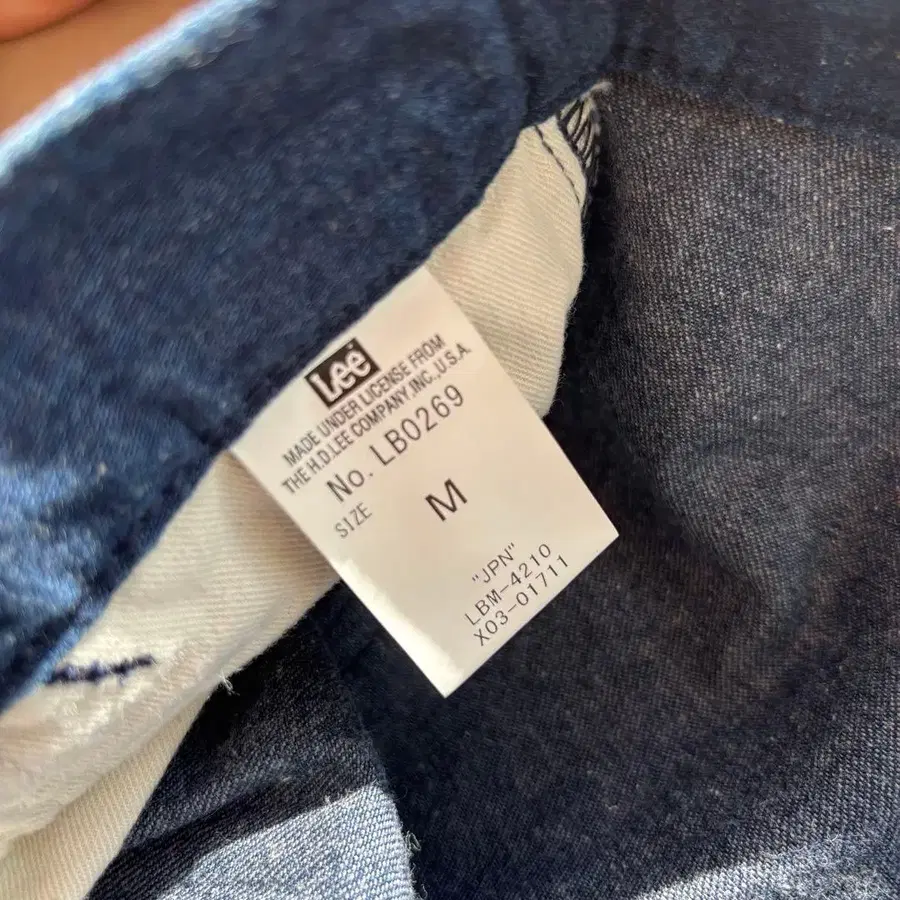 Lee
MADE UNDER LICENSE FROM
THE H.D.LEE COMPANY,INC.,U.S.A.
No. LB0269
SIZE M
"JPN"
LBM-4210
X03-01711